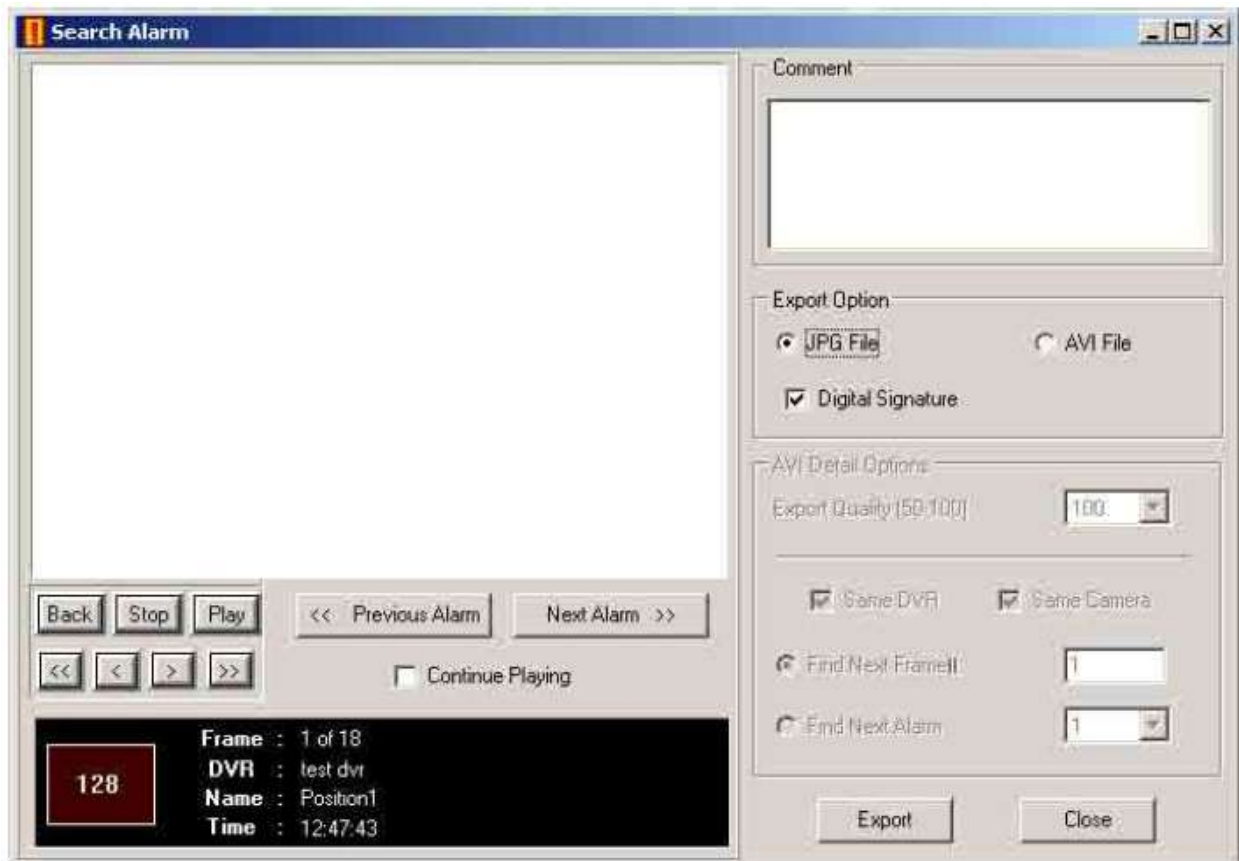 Search Alarm
Comment
Export Option
JPG File
AVI File
Digital Signature
AVI Detail Options
Export Quality (50-100)
100
Same DVR
Same Camera
Find Next Frame#
1
Find Next Alarm
1
Back
Stop
Play
<< Previous Alarm
Next Alarm >>
<<
<
>
>>
Continue Playing
128
Frame : 1 of 18
DVR : test dvr
Name : Position1
Time : 12:47:43
Export
Close